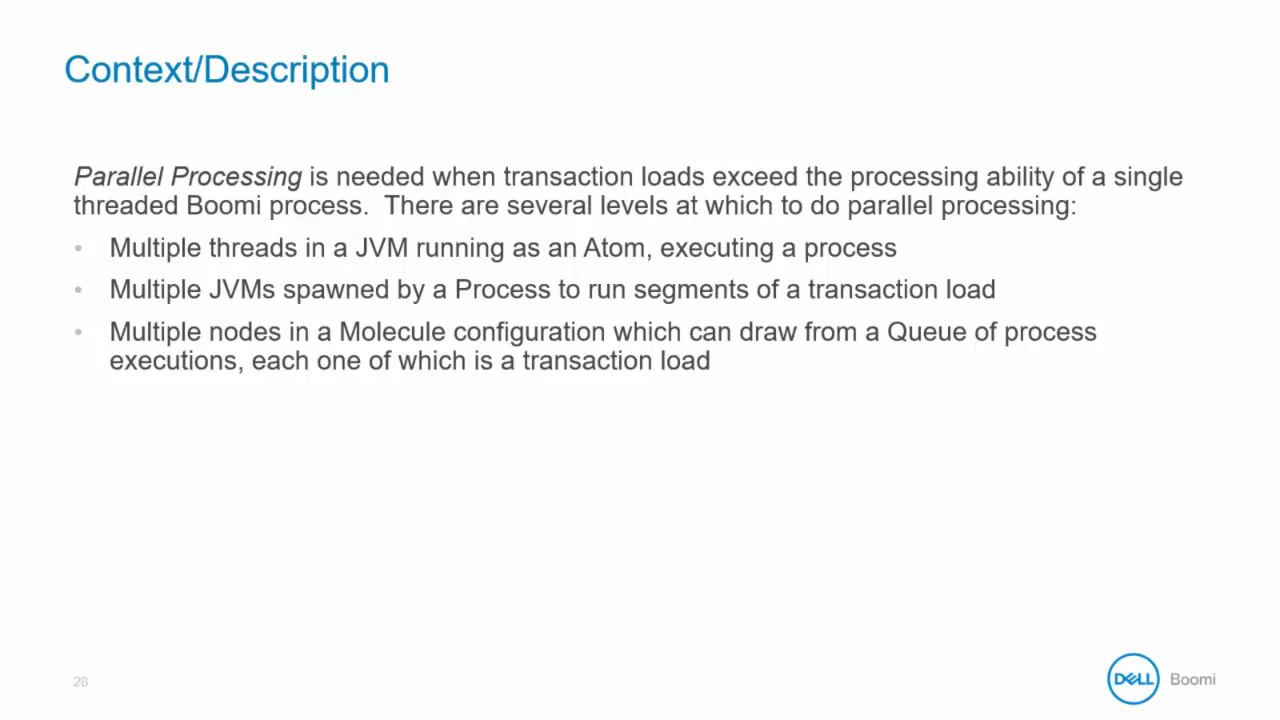 Context/Description
Parallel Processing is needed when transaction loads exceed the processing ability of a single
threaded Boomi process.  There are several levels at which to do parallel processing:
• Multiple threads in a JVM running as an Atom, executing a process
• Multiple JVMs spawned by a Process to run segments of a transaction load
• Multiple nodes in a Molecule configuration which can draw from a Queue of process
executions, each one of which is a transaction load
28
DELL Boomi